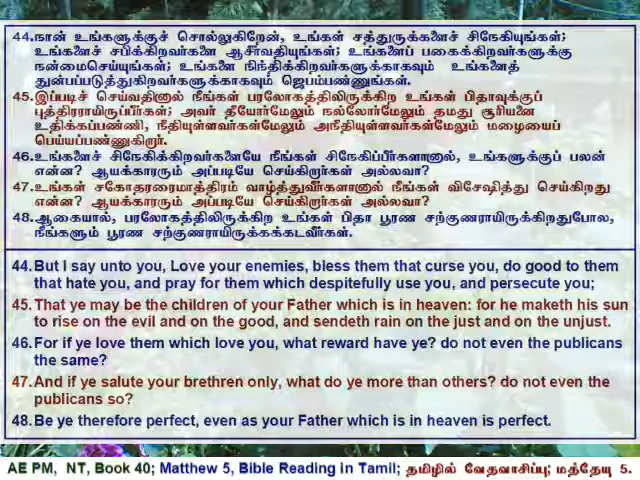 44.நான் உங்களுக்குச் சொல்லுகிறேன், உங்கள் சத்துருக்களைச் சிநேகியுங்கள்;
உங்களைச் சபிக்கிறவர்களை ஆசீர்வதியுங்கள்; உங்களைப் பகைக்கிறவர்களுக்கு
நன்மைசெய்யுங்கள்; உங்களை நிந்திக்கிறவர்களுக்காகவும் உங்களைத்
துன்பப்படுத்துகிறவர்களுக்காகவும் ஜெபம்பண்ணுங்கள்.
45.இப்படிச் செய்வதினால் நீங்கள் பரலோகத்திலிருக்கிற உங்கள் பிதாவுக்குப்
புத்திரராயிருப்பீர்கள்; அவர் தீயோர்மேலும் நல்லோர்மேலும் தமது சூரியனை
உதிக்கப்பண்ணி, நீதியுள்ளவர்கள்மேலும் அநீதியுள்ளவர்கள்மேலும் மழையைப்
பெய்யப்பண்ணுகிறார்.
46.உங்களைச் சிநேகிக்கிறவர்களையே நீங்கள் சிநேகிப்பீர்களானால், உங்களுக்குப் பலன்
என்ன? ஆயக்காரரும் அப்படியே செய்கிறார்கள் அல்லவா?
47.உங்கள் சகோதரரைமாத்திரம் வாழ்த்துவீர்களானால் நீங்கள் விசேஷித்து செய்கிறது
என்ன? ஆயக்காரரும் அப்படியே செய்கிறார்கள் அல்லவா?
48.ஆகையால், பரலோகத்திலிருக்கிற உங்கள் பிதா பூரண சற்குணராயிருக்கிறதுபோல,
நீங்களும் பூரண சற்குணராயிருக்கக்கடவீர்கள்.
44.But I say unto you, Love your enemies, bless them that curse you, do good to them
that hate you, and pray for them which despitefully use you, and persecute you;
45.That ye may be the children of your Father which is in heaven: for he maketh his sun
to rise on the evil and on the good, and sendeth rain on the just and on the unjust.
46.For if ye love them which love you, what reward have ye? do not even the publicans
the same?
47.And if ye salute your brethren only, what do ye more than others? do not even the
publicans so?
48.Be ye therefore perfect, even as your Father which is in heaven is perfect.
AE PM, NT, Book 40; Matthew 5, Bible Reading in Tamil; தமிழில் வேதவாசிப்பு; மத்தேயு 5.